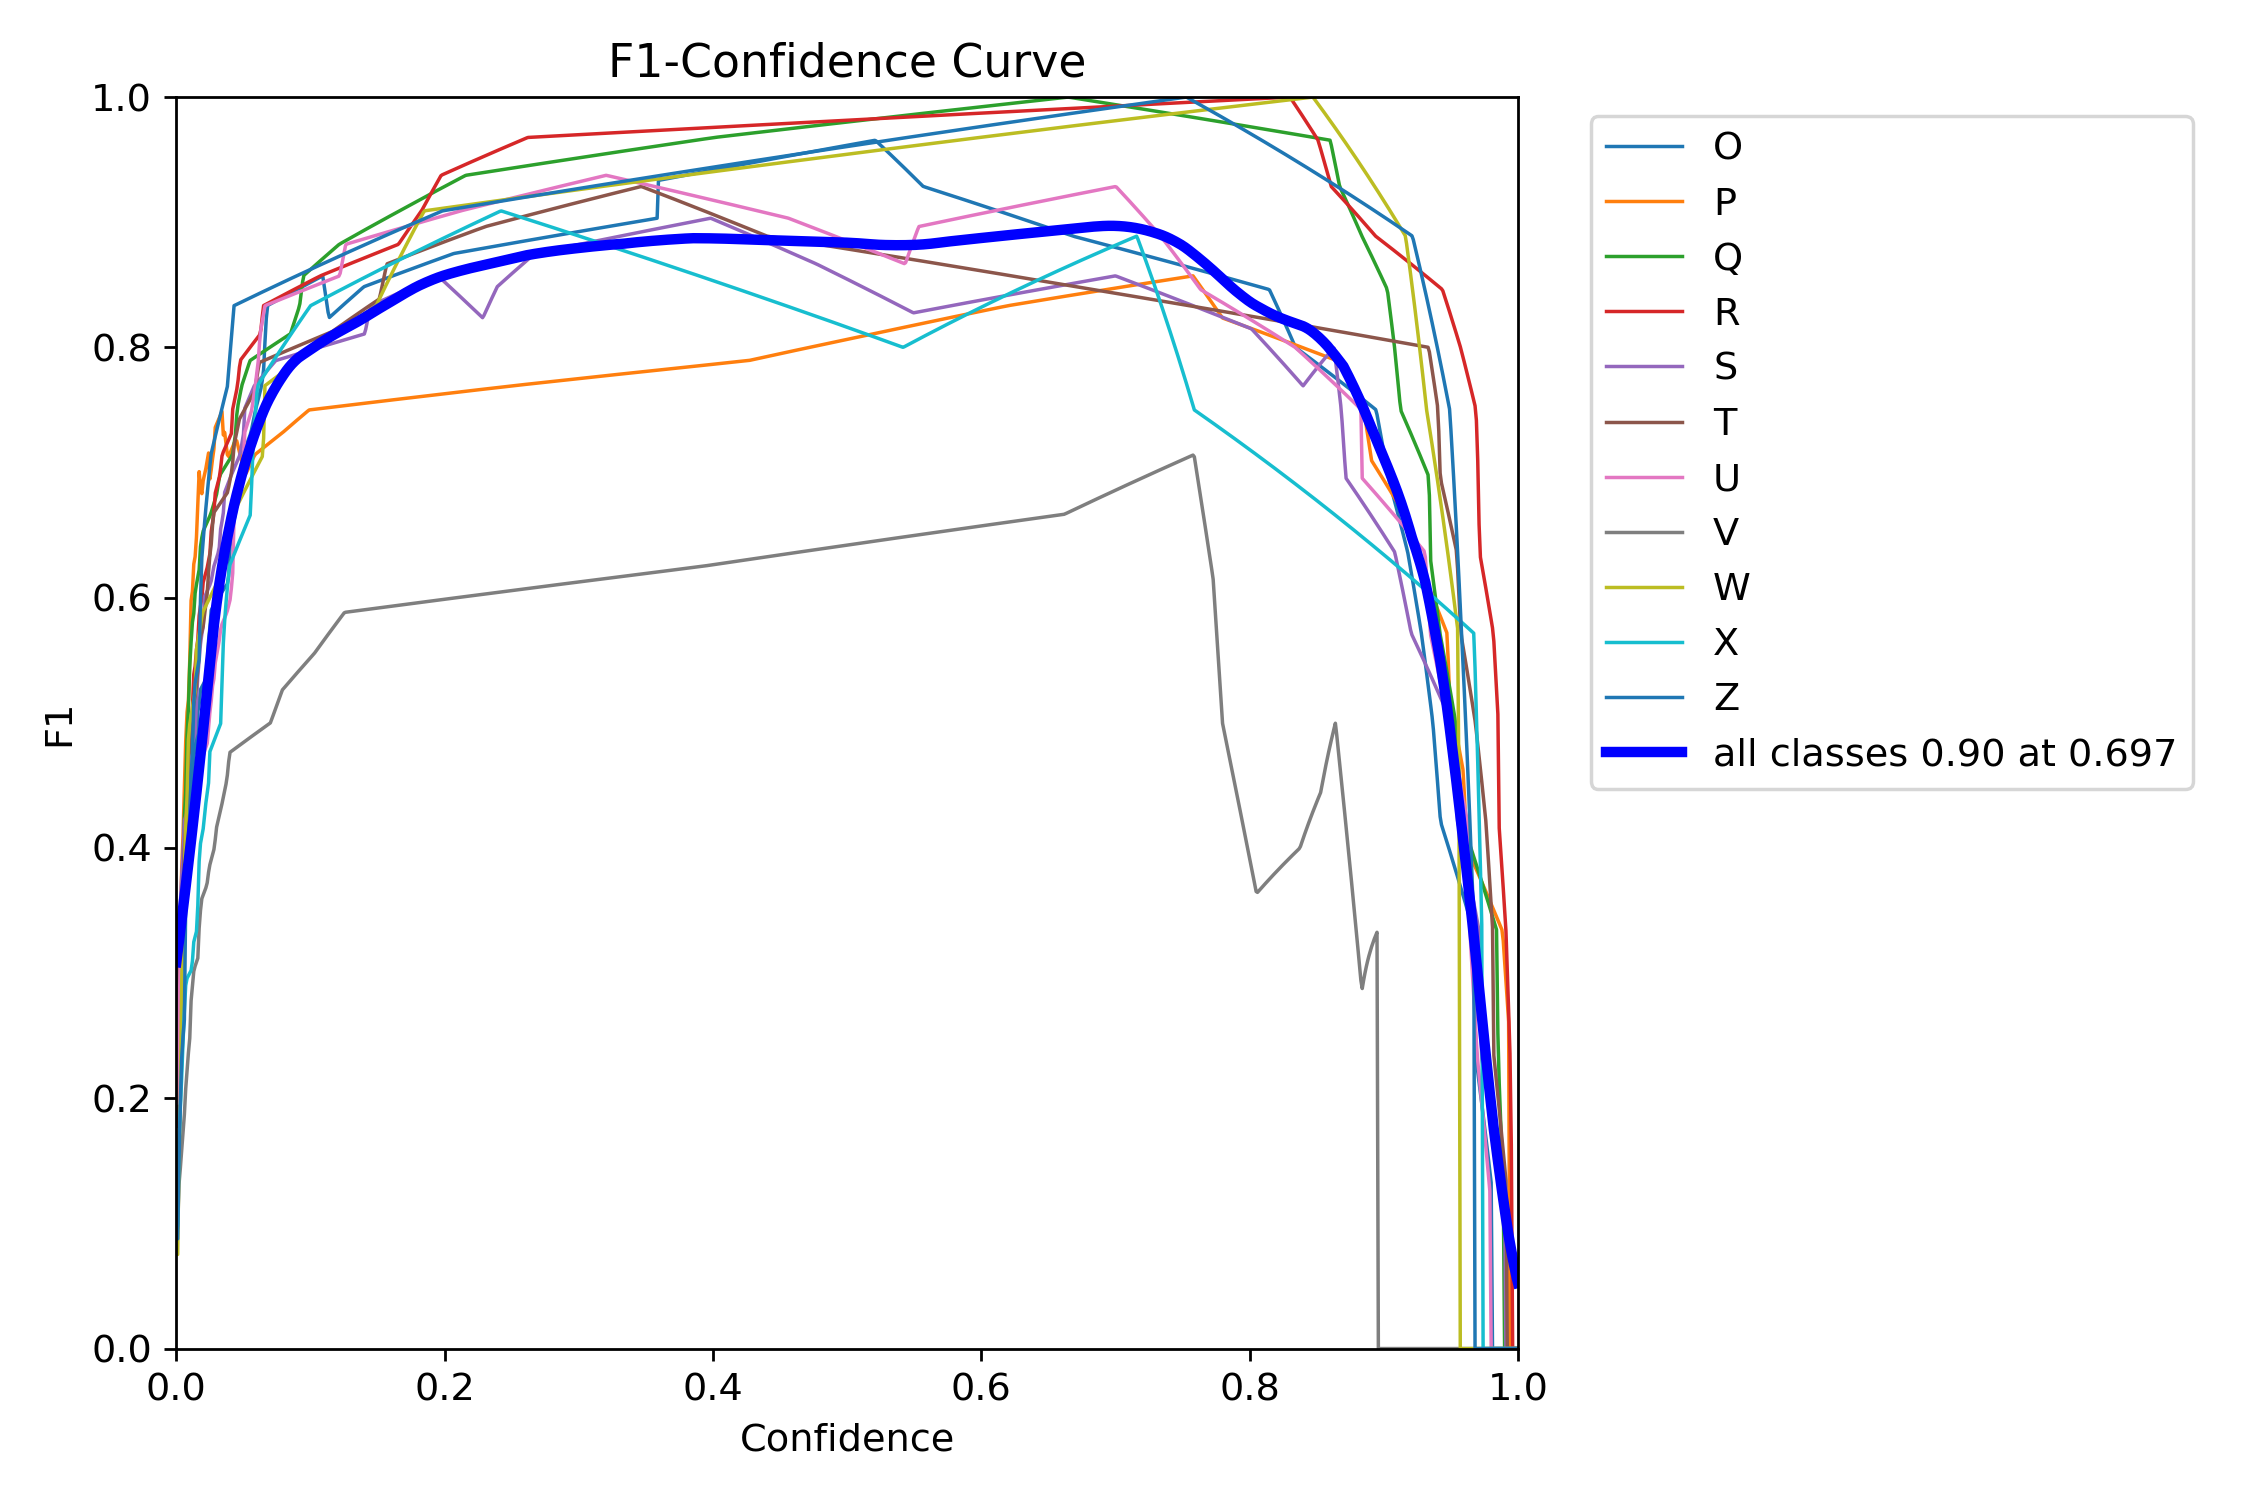 F1-Confidence Curve
1.0
0.8
0.6
0.4
0.2
0.0
F1
0.0 0.2 0.4 0.6 0.8 1.0
Confidence
O
P
Q
R
S
T
U
V
W
X
Z
all classes 0.90 at 0.697